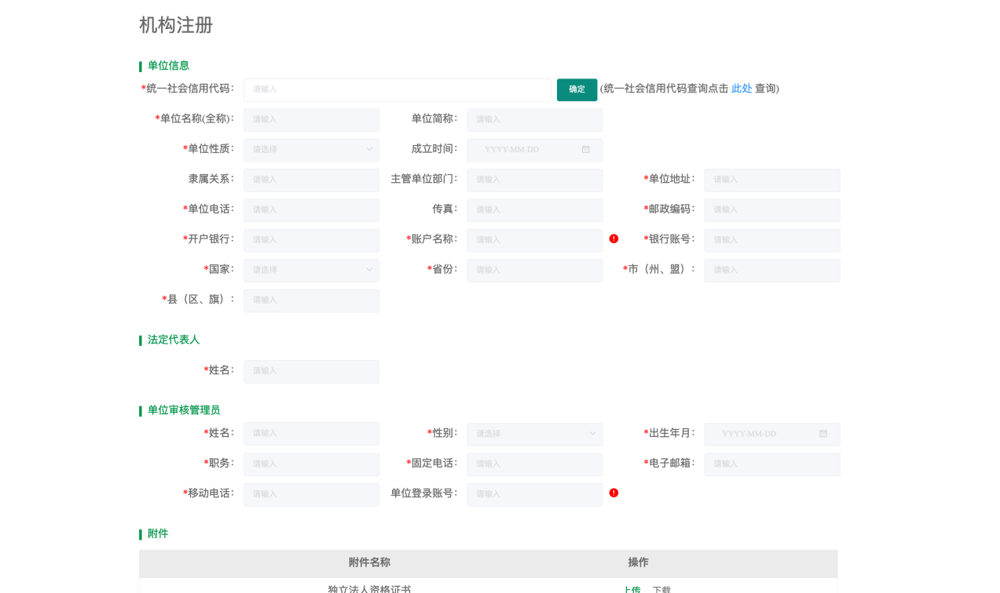 机构注册
单位信息
*统一社会信用代码： 请输入 确定 (统一社会信用代码查询点击 此处 查询)
*单位名称(全称)： 请输入 单位简称： 请输入
*单位性质： 请选择 成立时间： YYYY-MM-DD
隶属关系： 请输入 主管单位部门： 请输入 *单位地址： 请输入
*单位电话： 请输入 传真： 请输入 *邮政编码： 请输入
*开户银行： 请输入 *账户名称： 请输入 *银行账号： 请输入
*国家： 请选择 *省份： 请输入 *市（州、盟）： 请输入
*县（区、旗）： 请输入
法定代表人
*姓名： 请输入
单位审核管理员
*姓名： 请输入 *性别： 请选择 *出生年月： YYYY-MM-DD
*职务： 请输入 *固定电话： 请输入 *电子邮箱： 请输入
*移动电话： 请输入 单位登录账号： 请输入
附件
附件名称 操作
独立法人资格证书 上传 下载